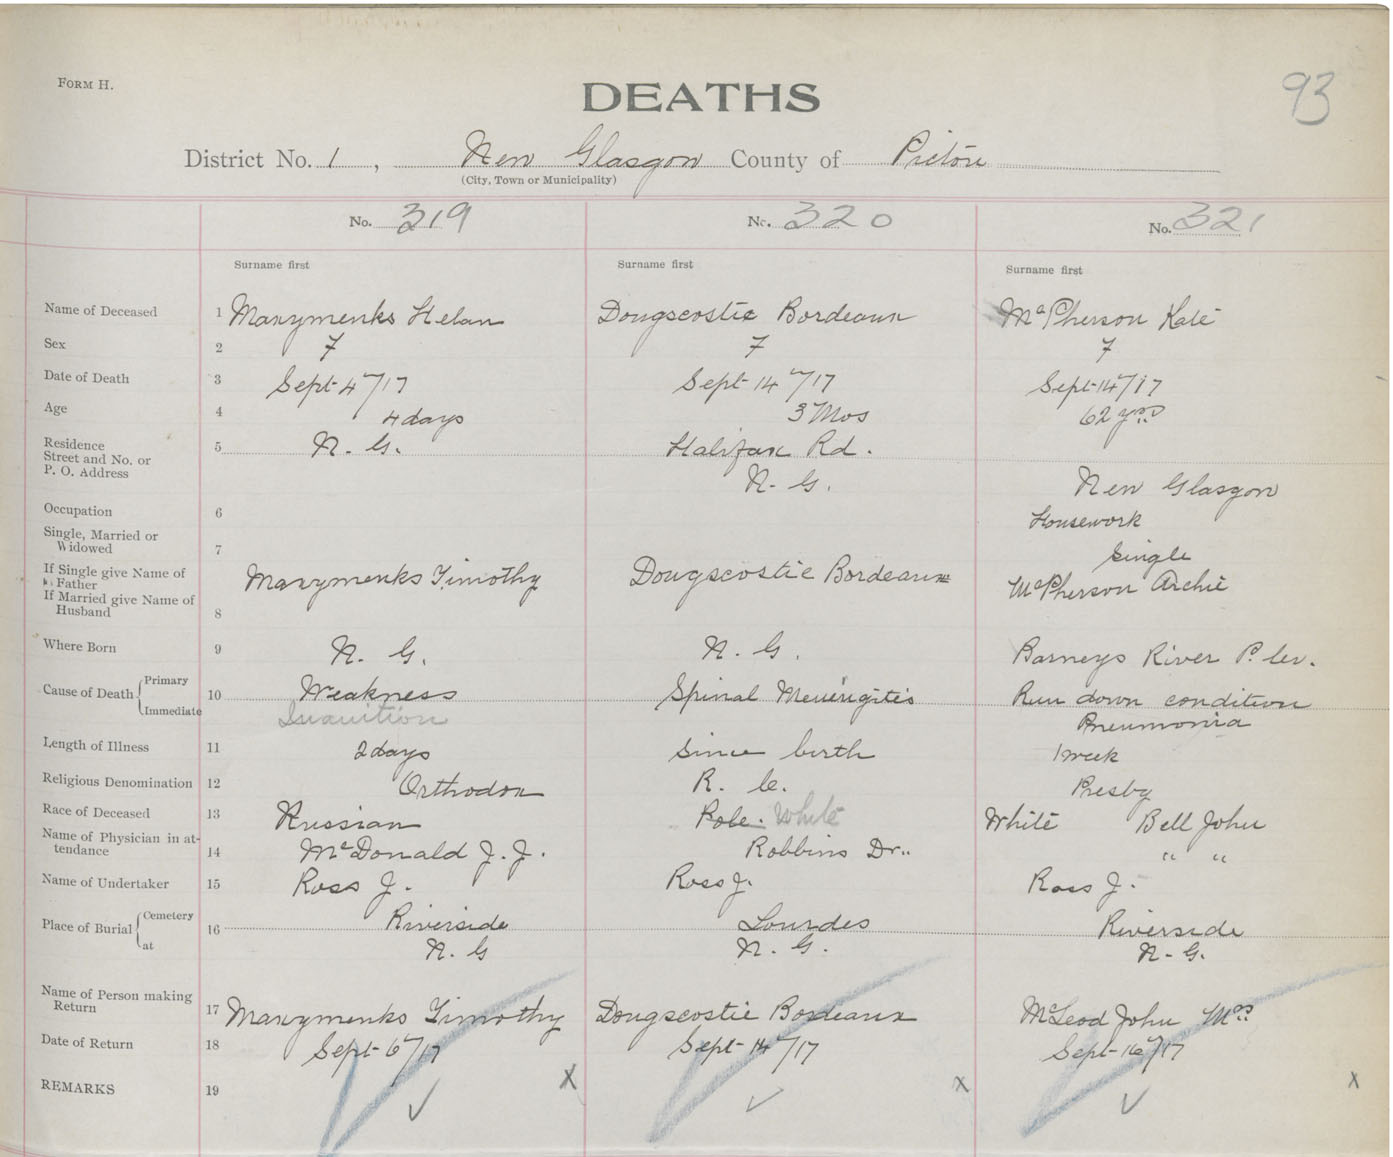 FORM H.
DEATHS
93
District No. 1, New Glasgow County of Pictou
(City, Town or Municipality)
No. 319 No. 320 No. 321
Surname first Surname first Surname first
Name of Deceased 1 Marymenks Helan Dougscostie Bordeaux McPherson Kate
Sex 2 F F F
Date of Death 3 Sept 4"/17 Sept 14"/17 Sept 14"/17
Age 4 4 days 3 Mos 62 yrs
Residence
Street and No. or
P. O. Address
5 N. G. Halifax Rd.
N. G. New Glasgow
Occupation 6 Housework
Single, Married or
Widowed 7 Single
If Single give Name of
Father
If Married give Name of
Husband
8 Marymenks Timothy Dougscostie Bordeaux McPherson Archie
Where Born 9 N. G. N. G. Barneys River P. Co.
Cause of Death Primary 10 Weakness Spinal Meningitis Run down condition
Immediate Inanition Pneumonia
Length of Illness 11 2 days Since birth 1 week
Religious Denomination 12 Orthodox R. C. Presby
Race of Deceased 13 Russian Pole. White White Bell John
Name of Physician in at-
tendance 14 McDonald J. J. Robbins Dr. " "
Name of Undertaker 15 Ross J. Ross J. Ross J.
Place of Burial Cemetery 16 Riverside Lourdes Riverside
at N. G N. G. N. G.
Name of Person making
Return 17 Marymenks Timothy Dougscostie Bordeaux McLeod John Mrs
Date of Return 18 Sept 6"/17 Sept 14"/17 Sept 16"/17
REMARKS 19 x x x